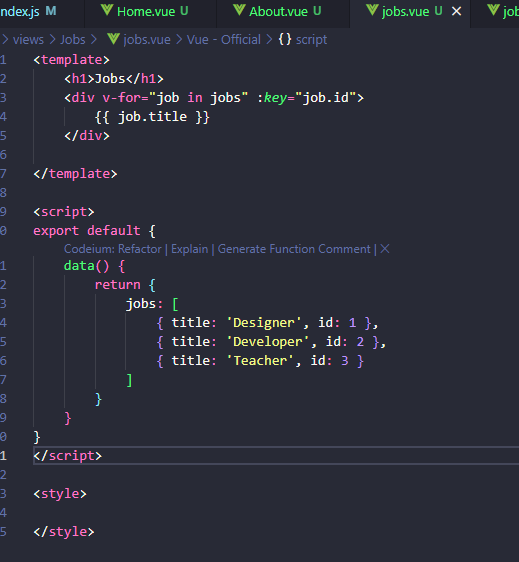 ndex.js M Home.vue U About.vue U jobs.vue U × job
views > Jobs > jobs.vue > Vue - Official > {} script
1 <template>
2 <h1>Jobs</h1>
3 <div v-for="job in jobs" :key="job.id">
4 {{ job.title }}
5 </div>
6
7 </template>
8
9 <script>
0 export default {
Codeium: Refactor | Explain | Generate Function Comment | ×
1 data() {
2 return {
3 jobs: [
4 { title: 'Designer', id: 1 },
5 { title: 'Developer', id: 2 },
6 { title: 'Teacher', id: 3 }
7 ]
8 }
9 }
0 }
1 </script>
2
3 <style>
4
5 </style>